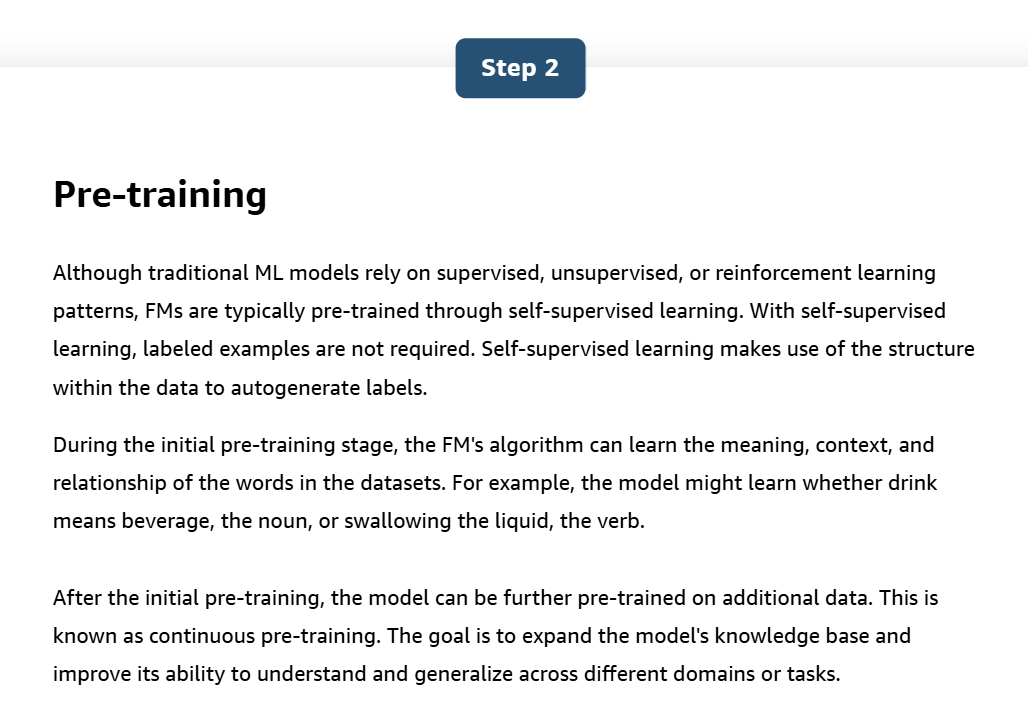 Step 2
Pre-training
Although traditional ML models rely on supervised, unsupervised, or reinforcement learning
patterns, FMs are typically pre-trained through self-supervised learning. With self-supervised
learning, labeled examples are not required. Self-supervised learning makes use of the structure
within the data to autogenerate labels.
During the initial pre-training stage, the FM's algorithm can learn the meaning, context, and
relationship of the words in the datasets. For example, the model might learn whether drink
means beverage, the noun, or swallowing the liquid, the verb.
After the initial pre-training, the model can be further pre-trained on additional data. This is
known as continuous pre-training. The goal is to expand the model's knowledge base and
improve its ability to understand and generalize across different domains or tasks.